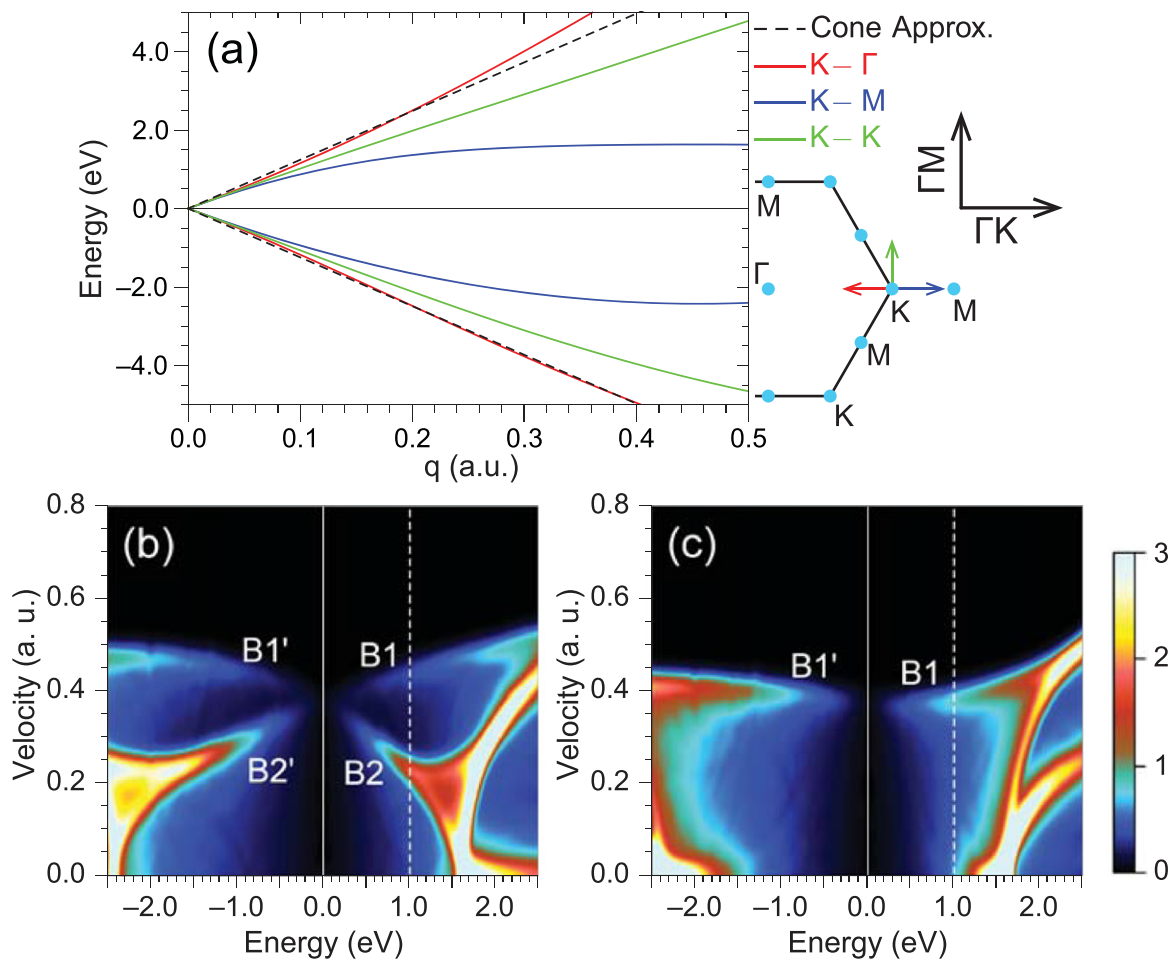 (a)
4.0
2.0
0.0
–2.0
–4.0
Energy (eV)
0.0 0.1 0.2 0.3 0.4 0.5
q (a.u.)
Cone Approx.
K – Γ
K – M
K – K
M
Γ
K
M
M
K
ΓM
ΓK
(b)
0.8
0.6
0.4
0.2
0.0
Velocity (a. u.)
B1'
B1
B2'
B2
–2.0 –1.0 0.0 1.0 2.0
Energy (eV)
(c)
0.8
0.6
0.4
0.2
0.0
Velocity (a. u.)
B1'
B1
–2.0 –1.0 0.0 1.0 2.0
Energy (eV)
3
2
1
0